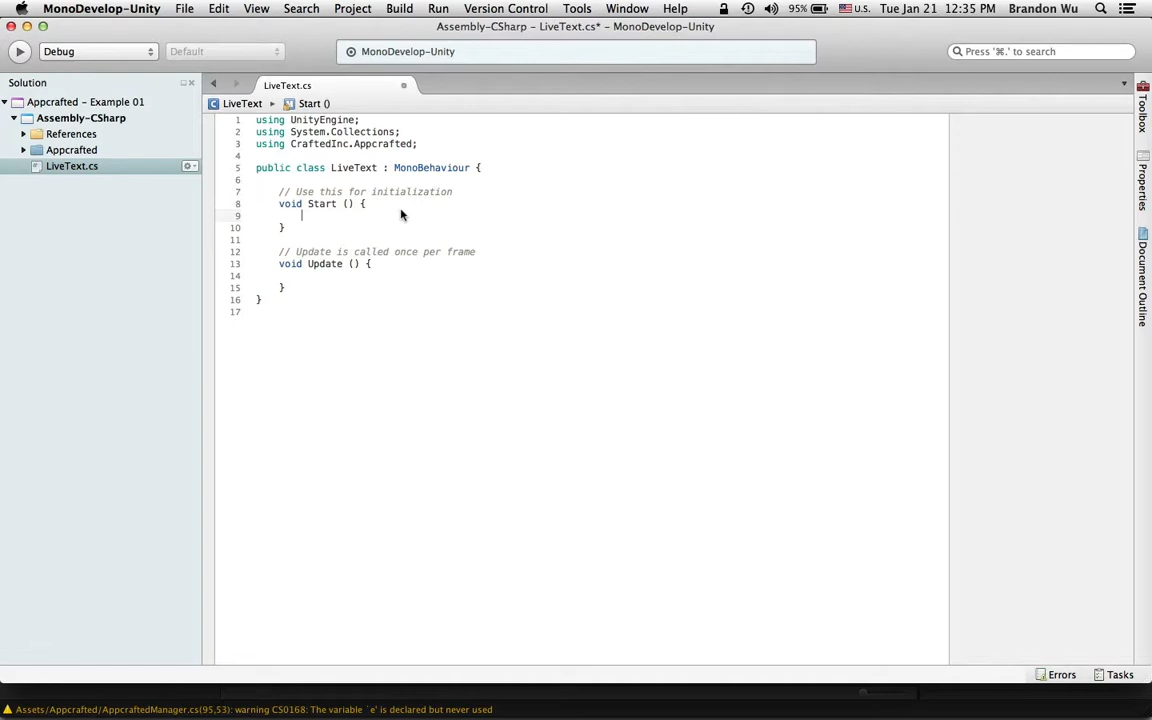 MonoDevelop-Unity File Edit View Search Project Build Run Version Control Tools Window Help 95% U.S. Tue Jan 21 12:35 PM Brandon Wu
Assembly-CSharp – LiveText.cs* – MonoDevelop-Unity
Debug Default MonoDevelop-Unity Press '⌘.' to search
Solution
LiveText.cs
Appcrafted - Example 01
Assembly-CSharp
References
Appcrafted
LiveText.cs
LiveText ▸ Start ()
1 using UnityEngine;
2 using System.Collections;
3 using CraftedInc.Appcrafted;
4
5 public class LiveText : MonoBehaviour {
6
7 // Use this for initialization
8 void Start () {
9
10 }
11
12 // Update is called once per frame
13 void Update () {
14
15 }
16 }
17
Toolbox
Properties
Document Outline
Errors Tasks
Assets/Appcrafted/AppcraftedManager.cs(95,53): warning CS0168: The variable `e' is declared but never used